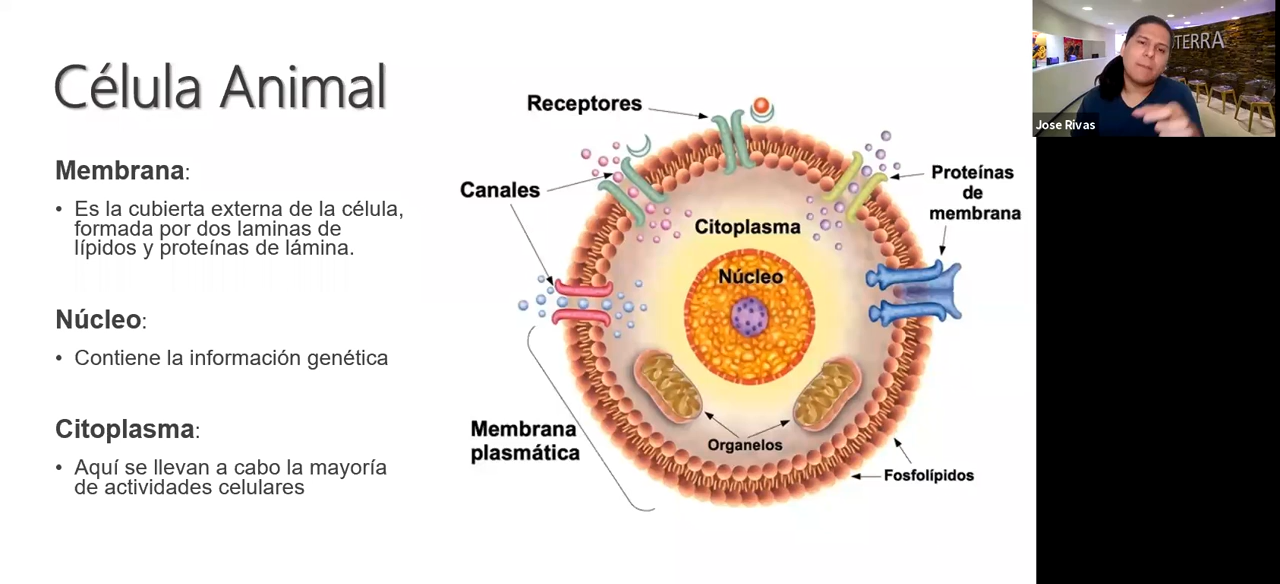 Célula Animal
Membrana:
• Es la cubierta externa de la célula,
formada por dos laminas de
lípidos y proteínas de lámina.
Núcleo:
• Contiene la información genética
Citoplasma:
• Aquí se llevan a cabo la mayoría
de actividades celulares
Receptores
Canales
Proteínas
de
membrana
Citoplasma
Núcleo
Membrana
plasmática
Organelos
Fosfolípidos
TERRA
Jose Rivas